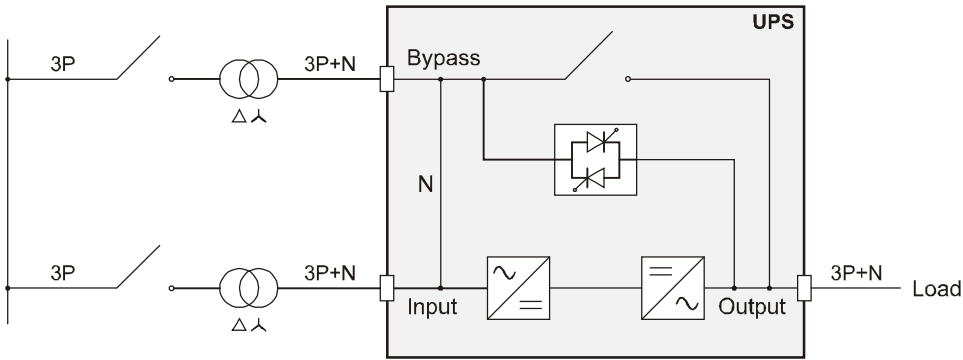 UPS
3P
3P+N
Bypass
N
3P
3P+N
Input
Output
3P+N
Load